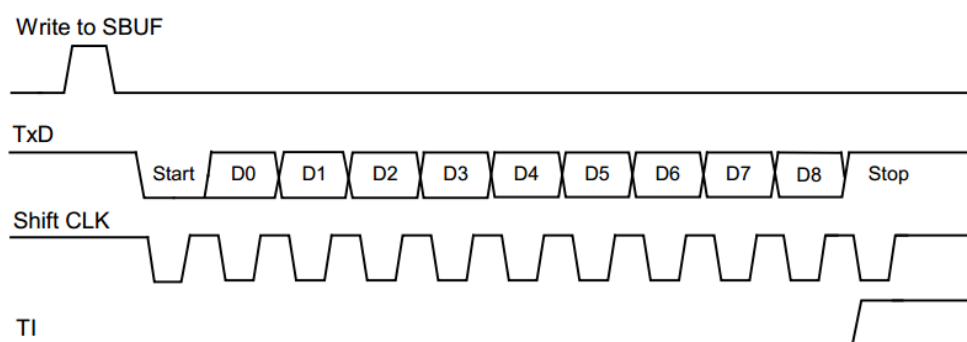 Write to SBUF
TxD
Start D0 D1 D2 D3 D4 D5 D6 D7 D8 Stop
Shift CLK
TI